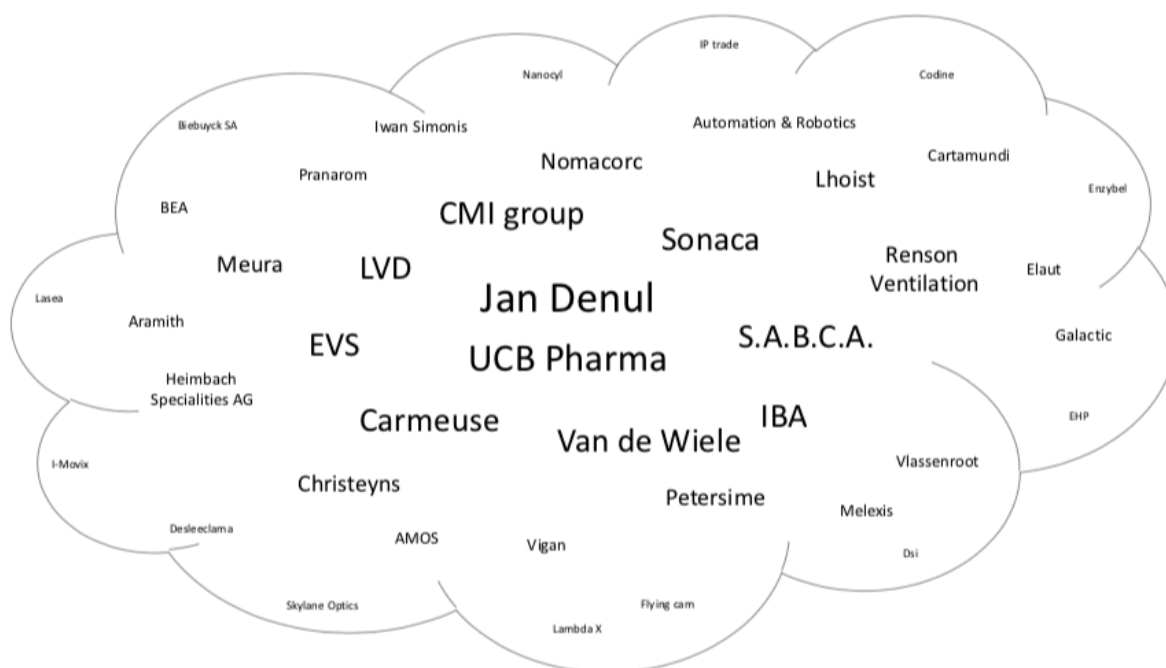 IP trade
Nanocyl
Codine
Biebuyck SA
Iwan Simonis
Automation & Robotics
Nomacorc
Cartamundi
Pranarom
Lhoist
Enzybel
BEA
CMI group
Sonaca
Meura
LVD
Renson
Ventilation
Elaut
Lasea
Jan Denul
Aramith
EVS
S.A.B.C.A.
Galactic
UCB Pharma
Heimbach
Specialities AG
Carmeuse
IBA
EHP
Van de Wiele
I-Movix
Vlassenroot
Christeyns
Petersime
Melexis
Desleeclama
AMOS
Vigan
Dsi
Skylane Optics
Flying cam
Lambda X